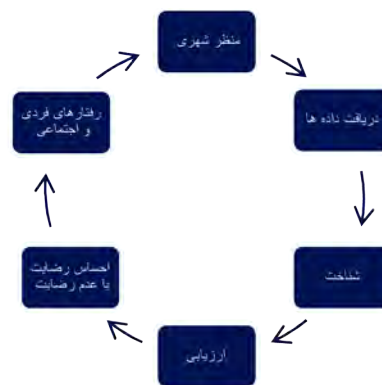 منظر شهری
دریافت داده ها
شناخت
ارزیابی
احساس رضایت
یا عدم رضایت
رفتارهای فردی
و اجتماعی